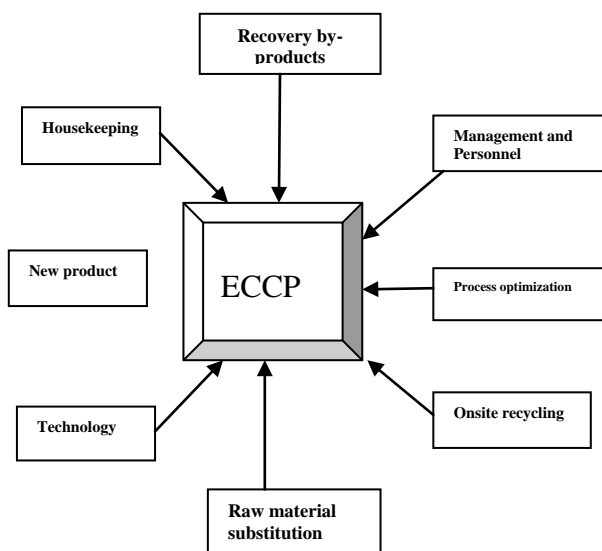 Recovery by-
products
Housekeeping
Management and
Personnel
New product
ECCP
Process optimization
Technology
Onsite recycling
Raw material
substitution